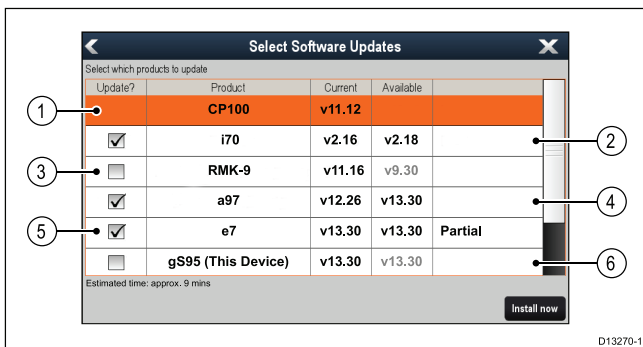 Select Software Updates
Select which products to update
Update? Product Current Available
1 CP100 v11.12
i70 v2.16 v2.18 2
3 RMK-9 v11.16 v9.30
a97 v12.26 v13.30 4
5 e7 v13.30 v13.30 Partial
gS95 (This Device) v13.30 v13.30 6
Estimated time: approx. 9 mins
Install now
D13270-1